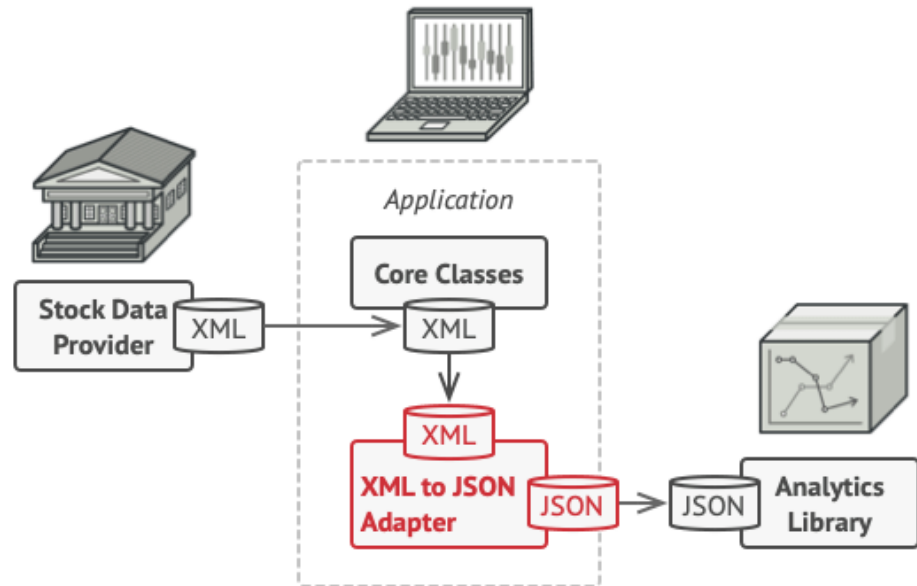 Application
Core Classes
XML
Stock Data
Provider
XML
XML
XML to JSON
Adapter
JSON
JSON
Analytics
Library